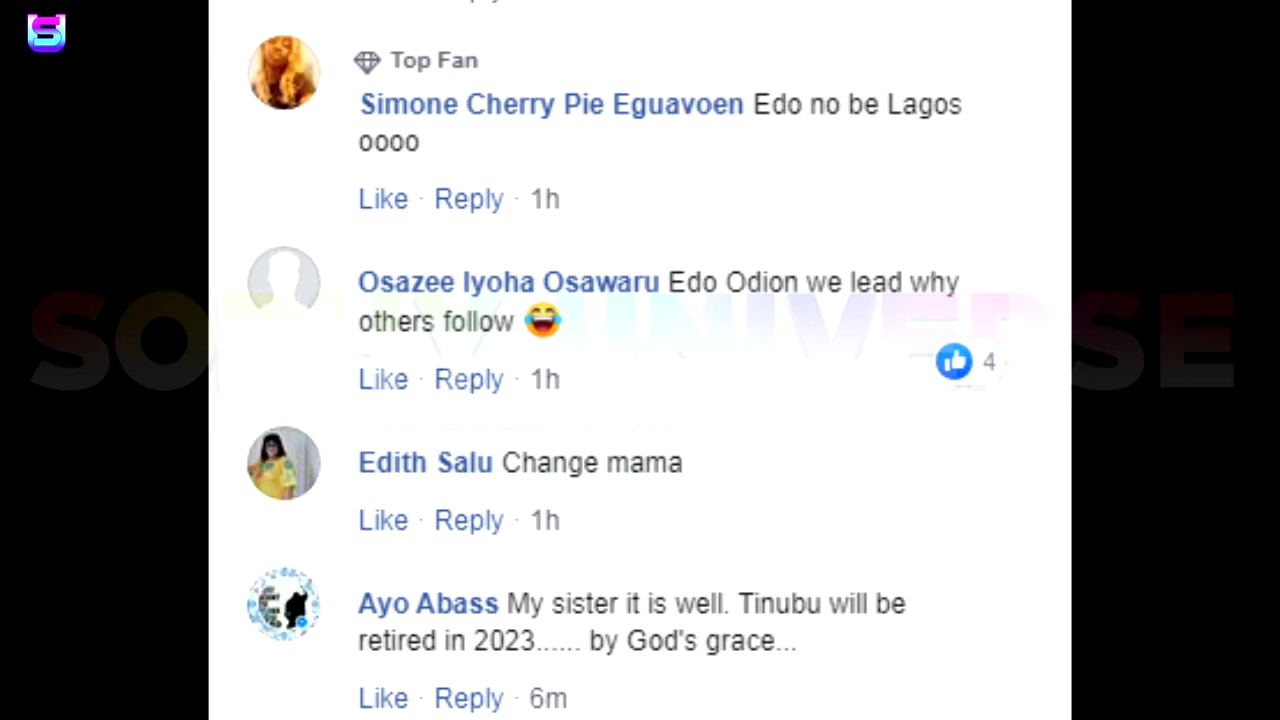 Top Fan
Simone Cherry Pie Eguavoen Edo no be Lagos
oooo
Like · Reply · 1h
Osazee Iyoha Osawaru Edo Odion we lead why
others follow 😂
Like · Reply · 1h
4
Edith Salu Change mama
Like · Reply · 1h
Ayo Abass My sister it is well. Tinubu will be
retired in 2023...... by God's grace...
Like · Reply · 6m
S
UNIVERSE